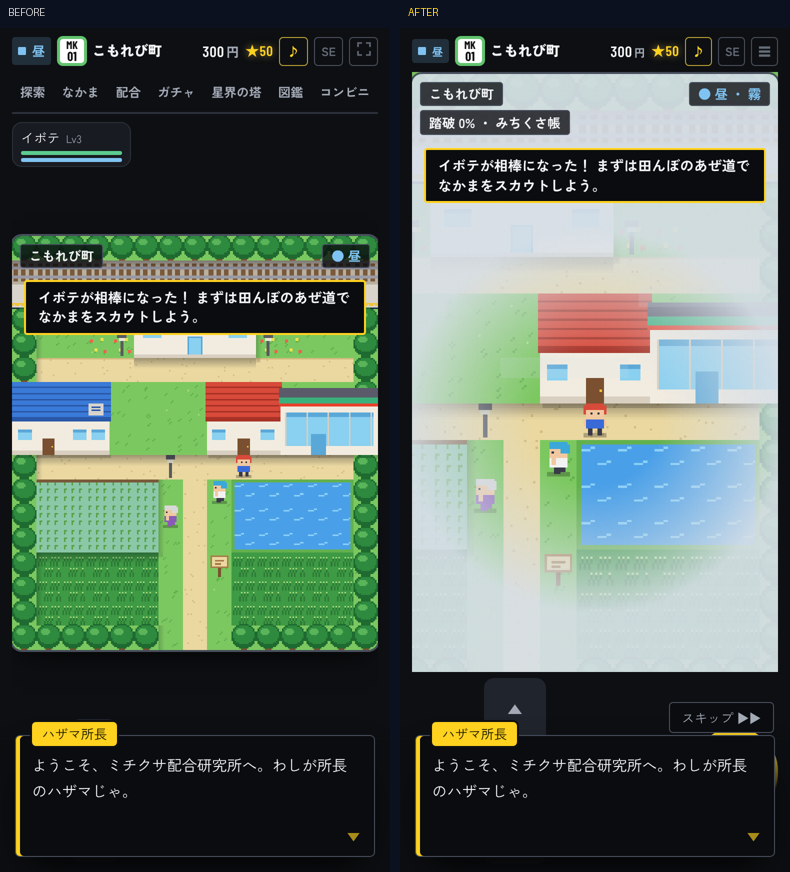 BEFORE
昼 MK 01 こもれび町 300円 ★50 ♪ SE
探索 なかま 配合 ガチャ 星界の塔 図鑑 コンビニ
イボテ Lv3
こもれび町 昼
イボテが相棒になった! まずは田んぼのあぜ道で
なかまをスカウトしよう。
ハザマ所長
ようこそ、ミチクサ配合研究所へ。わしが所長
のハザマじゃ。
AFTER
昼 MK 01 こもれび町 300円 ★50 ♪ SE
こもれび町 昼・霧
踏破 0% ・ みちくさ帳
イボテが相棒になった! まずは田んぼのあぜ道で
なかまをスカウトしよう。
スキップ ▶▶
ハザマ所長
ようこそ、ミチクサ配合研究所へ。わしが所長
のハザマじゃ。